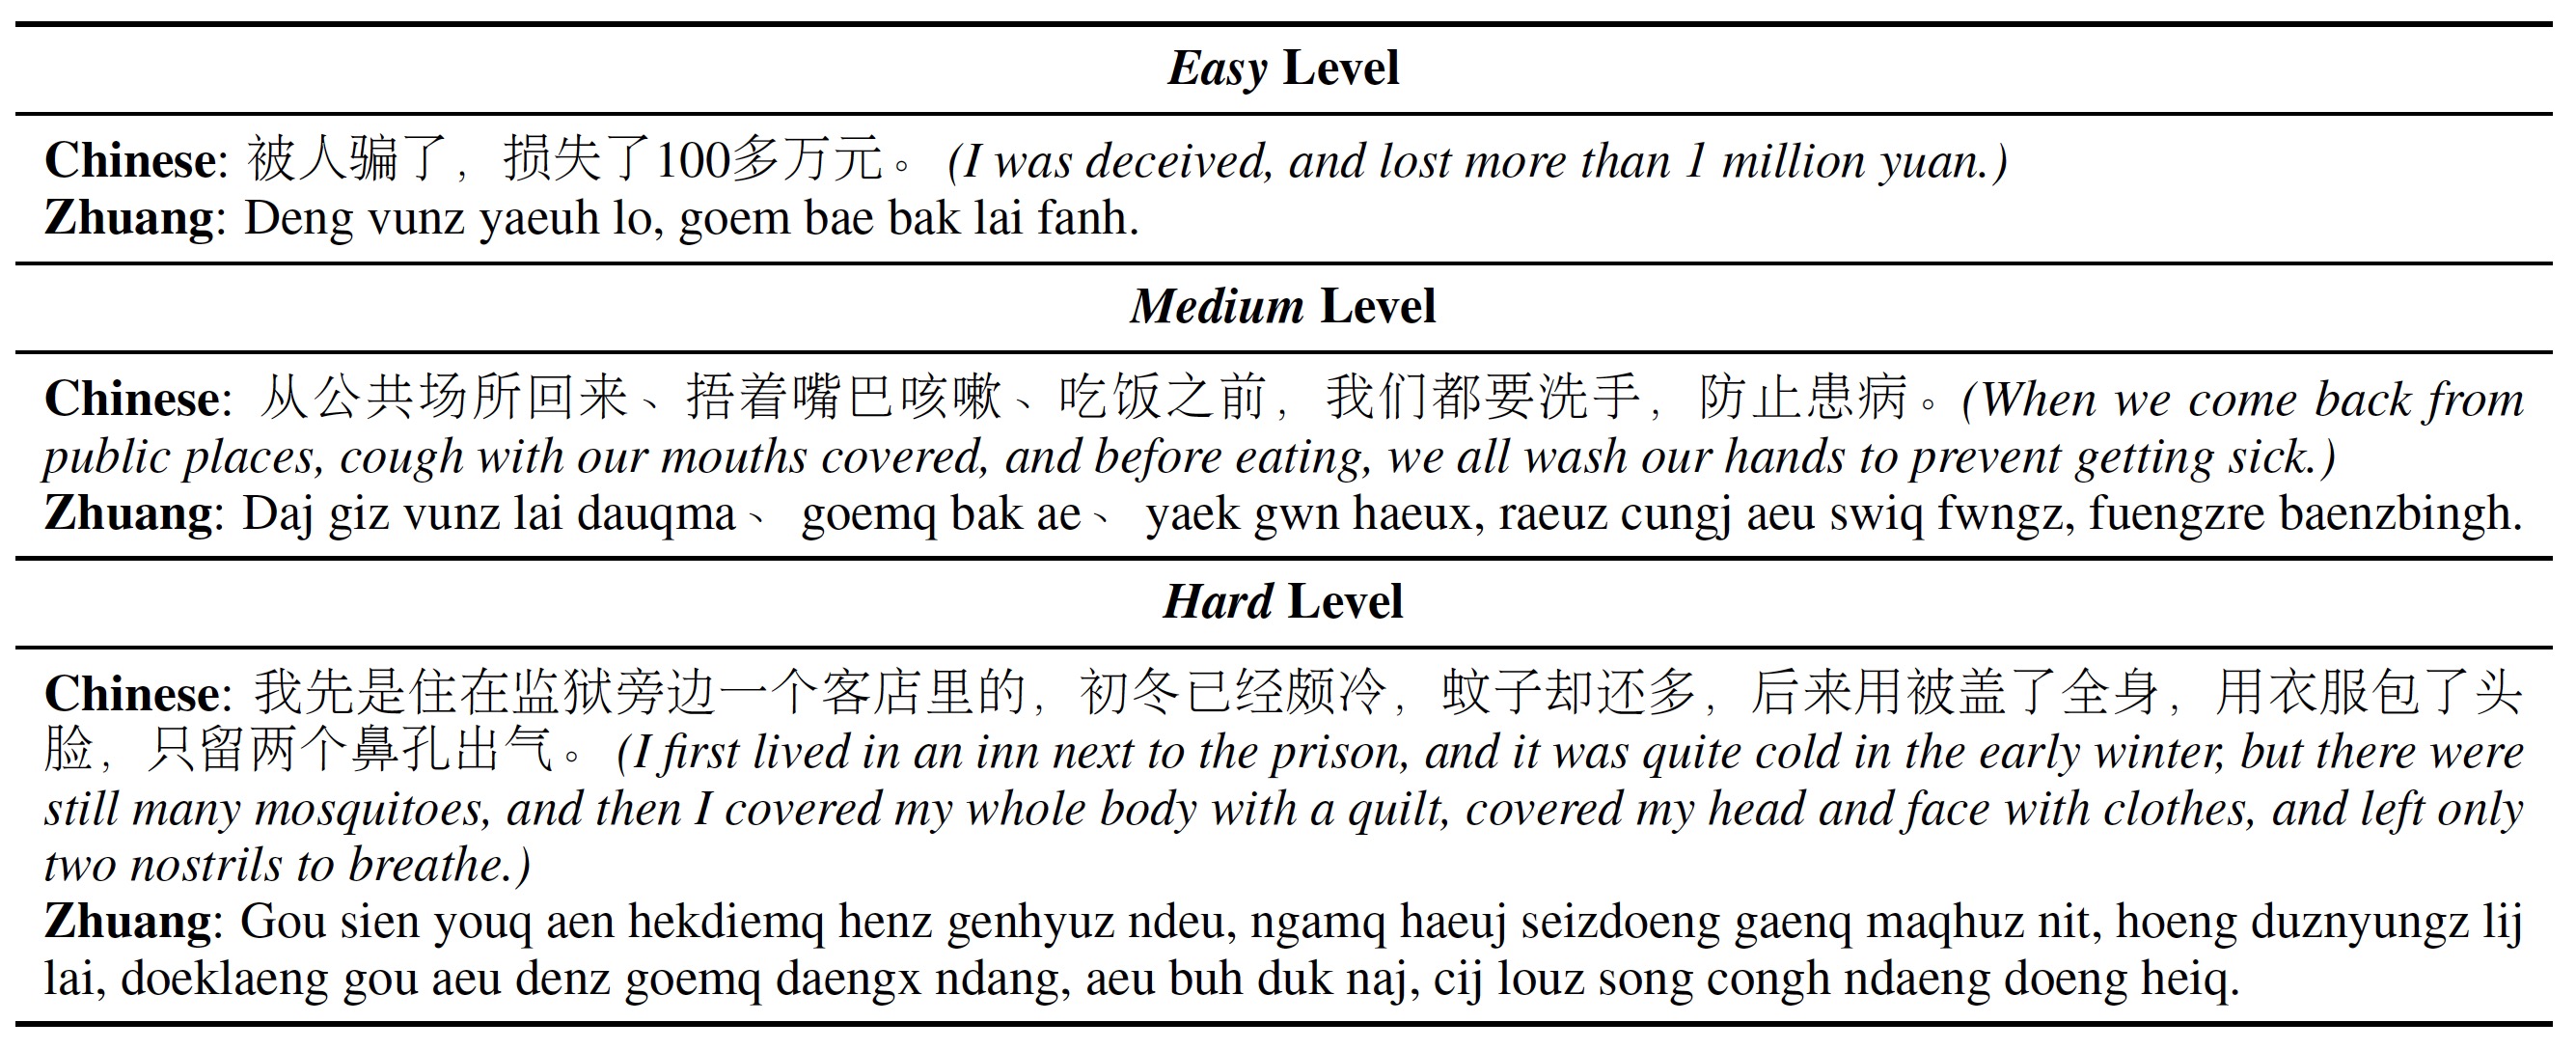 Easy Level
Chinese: 被人骗了，损失了100多万元。(I was deceived, and lost more than 1 million yuan.)
Zhuang: Deng vunz yaeuh lo, goem bae bak lai fanh.
Medium Level
Chinese: 从公共场所回来、捂着嘴巴咳嗽、吃饭之前，我们都要洗手，防止患病。(When we come back from
public places, cough with our mouths covered, and before eating, we all wash our hands to prevent getting sick.)
Zhuang: Daj giz vunz lai dauqma、 goemq bak ae、 yaek gwn haeux, raeuz cungj aeu swiq fwngz, fuengzre baenzbingh.
Hard Level
Chinese: 我先是住在监狱旁边一个客店里的，初冬已经颇冷，蚊子却还多，后来用被盖了全身，用衣服包了头
脸，只留两个鼻孔出气。(I first lived in an inn next to the prison, and it was quite cold in the early winter, but there were
still many mosquitoes, and then I covered my whole body with a quilt, covered my head and face with clothes, and left only
two nostrils to breathe.)
Zhuang: Gou sien youq aen hekdiemq henz genhyuz ndeu, ngamq haeuj seizdoeng gaenq maqhuz nit, hoeng duznyungz lij
lai, doeklaeng gou aeu denz goemq daengx ndang, aeu buh duk naj, cij louz song congh ndaeng doeng heiq.